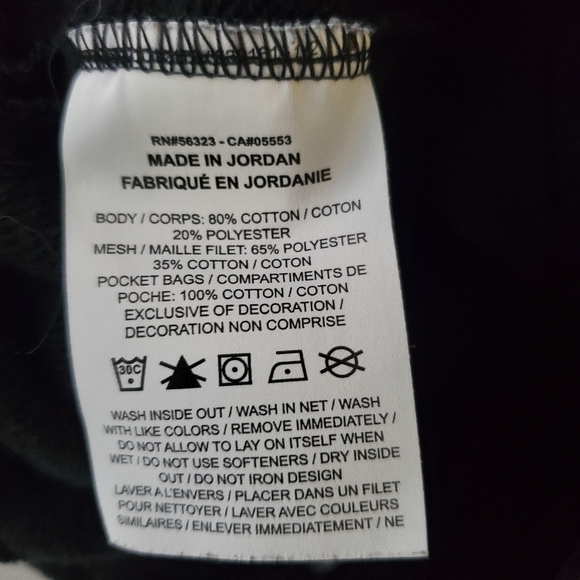 RN#56323 - CA#05553
MADE IN JORDAN
FABRIQUÉ EN JORDANIE
BODY / CORPS: 80% COTTON / COTON
20% POLYESTER
MESH / MAILLE FILET: 65% POLYESTER
35% COTTON / COTON
POCKET BAGS / COMPARTIMENTS DE
POCHE: 100% COTTON / COTON
EXCLUSIVE OF DECORATION /
DECORATION NON COMPRISE
30C
WASH INSIDE OUT / WASH IN NET / WASH
WITH LIKE COLORS / REMOVE IMMEDIATELY /
DO NOT ALLOW TO LAY ON ITSELF WHEN
WET / DO NOT USE SOFTENERS / DRY INSIDE
OUT / DO NOT IRON DESIGN
LAVER A L'ENVERS / PLACER DANS UN FILET
POUR NETTOYER / LAVER AVEC COULEURS
SIMILAIRES / ENLEVER IMMEDIATEMENT / NE